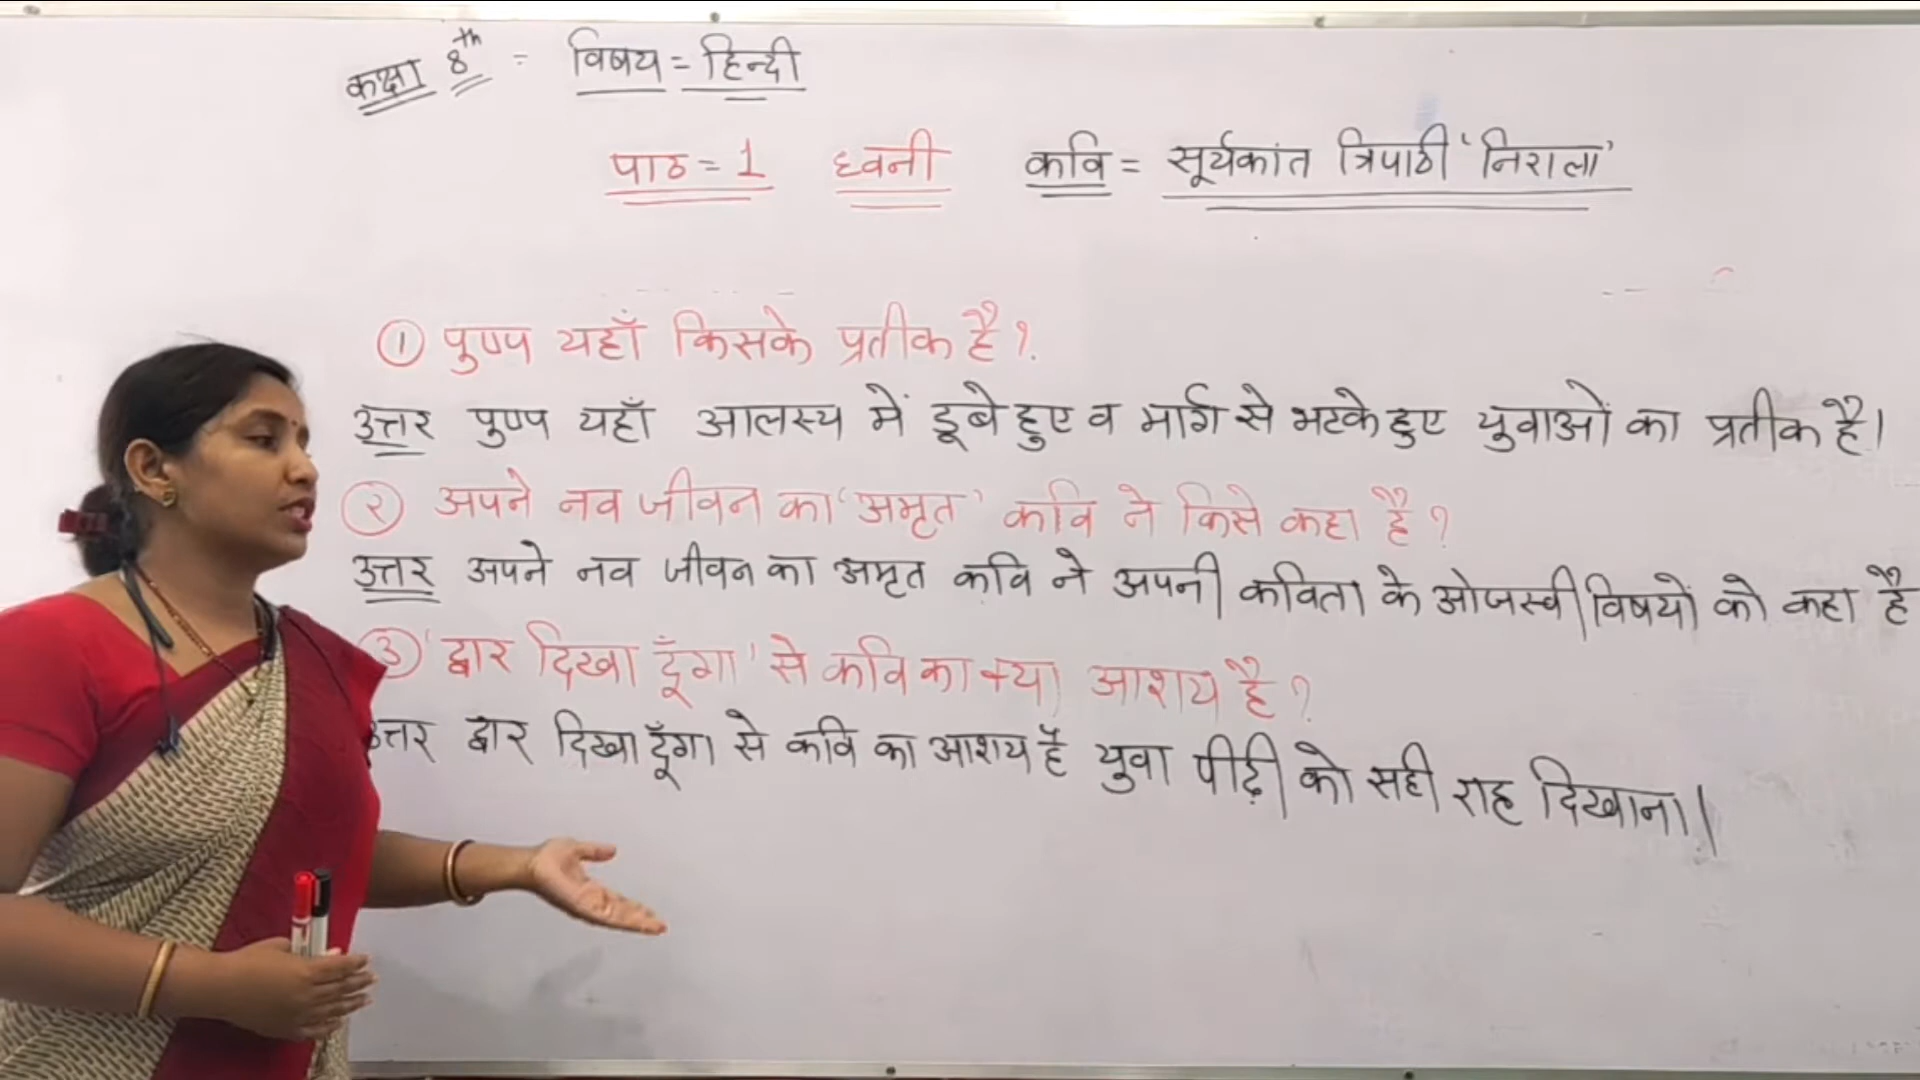 कक्षा 8th - विषय = हिन्दी
पाठ = 1 ध्वनी कवि = सूर्यकांत त्रिपाठी 'निराला'
① पुष्प यहाँ किसके प्रतीक है ?
उत्तर पुष्प यहाँ आलस्य में डूबे हुए व मार्ग से भटके हुए युवाओं का प्रतीक है।
② अपने नव जीवन का 'अमृत' कवि ने किसे कहा है ?
उत्तर अपने नव जीवन का अमृत कवि ने अपनी कविता के ओजस्वी विषयों को कहा है
③ 'द्वार दिखा दूँगा' से कवि का क्या आशय है ?
उत्तर द्वार दिखा दूँगा से कवि का आशय है युवा पीढ़ी को सही राह दिखाना।